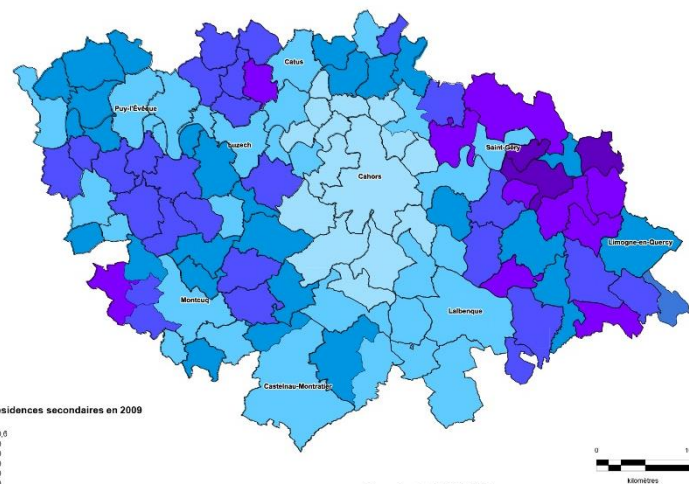 Catus
Puy-l'Évêque
Luzech
Saint-Géry
Cahors
Limogne-en-Quercy
Montcuq
Lalbenque
Castelnau-Montratier
sidences secondaires en 2009
0
kilomètres